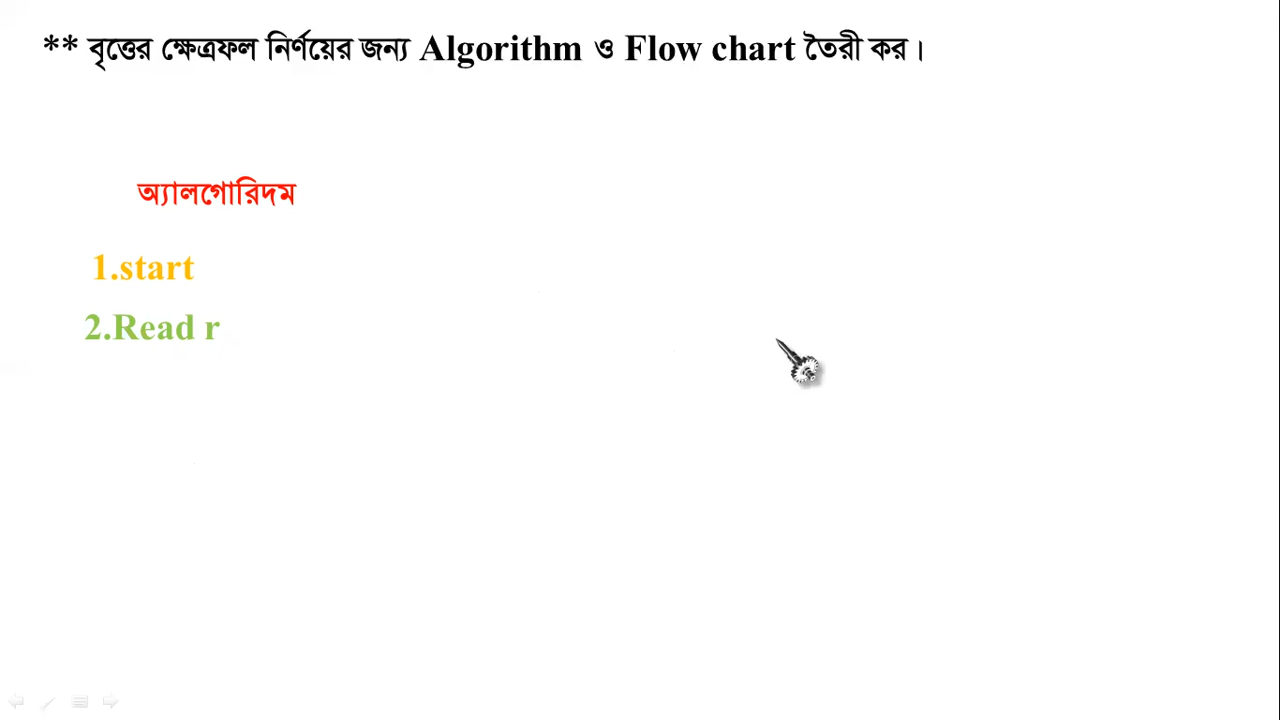 ** বৃত্তের ক্ষেত্রফল নির্ণয়ের জন্য Algorithm ও Flow chart তৈরী কর।
অ্যালগোরিদম
1.start
2.Read r